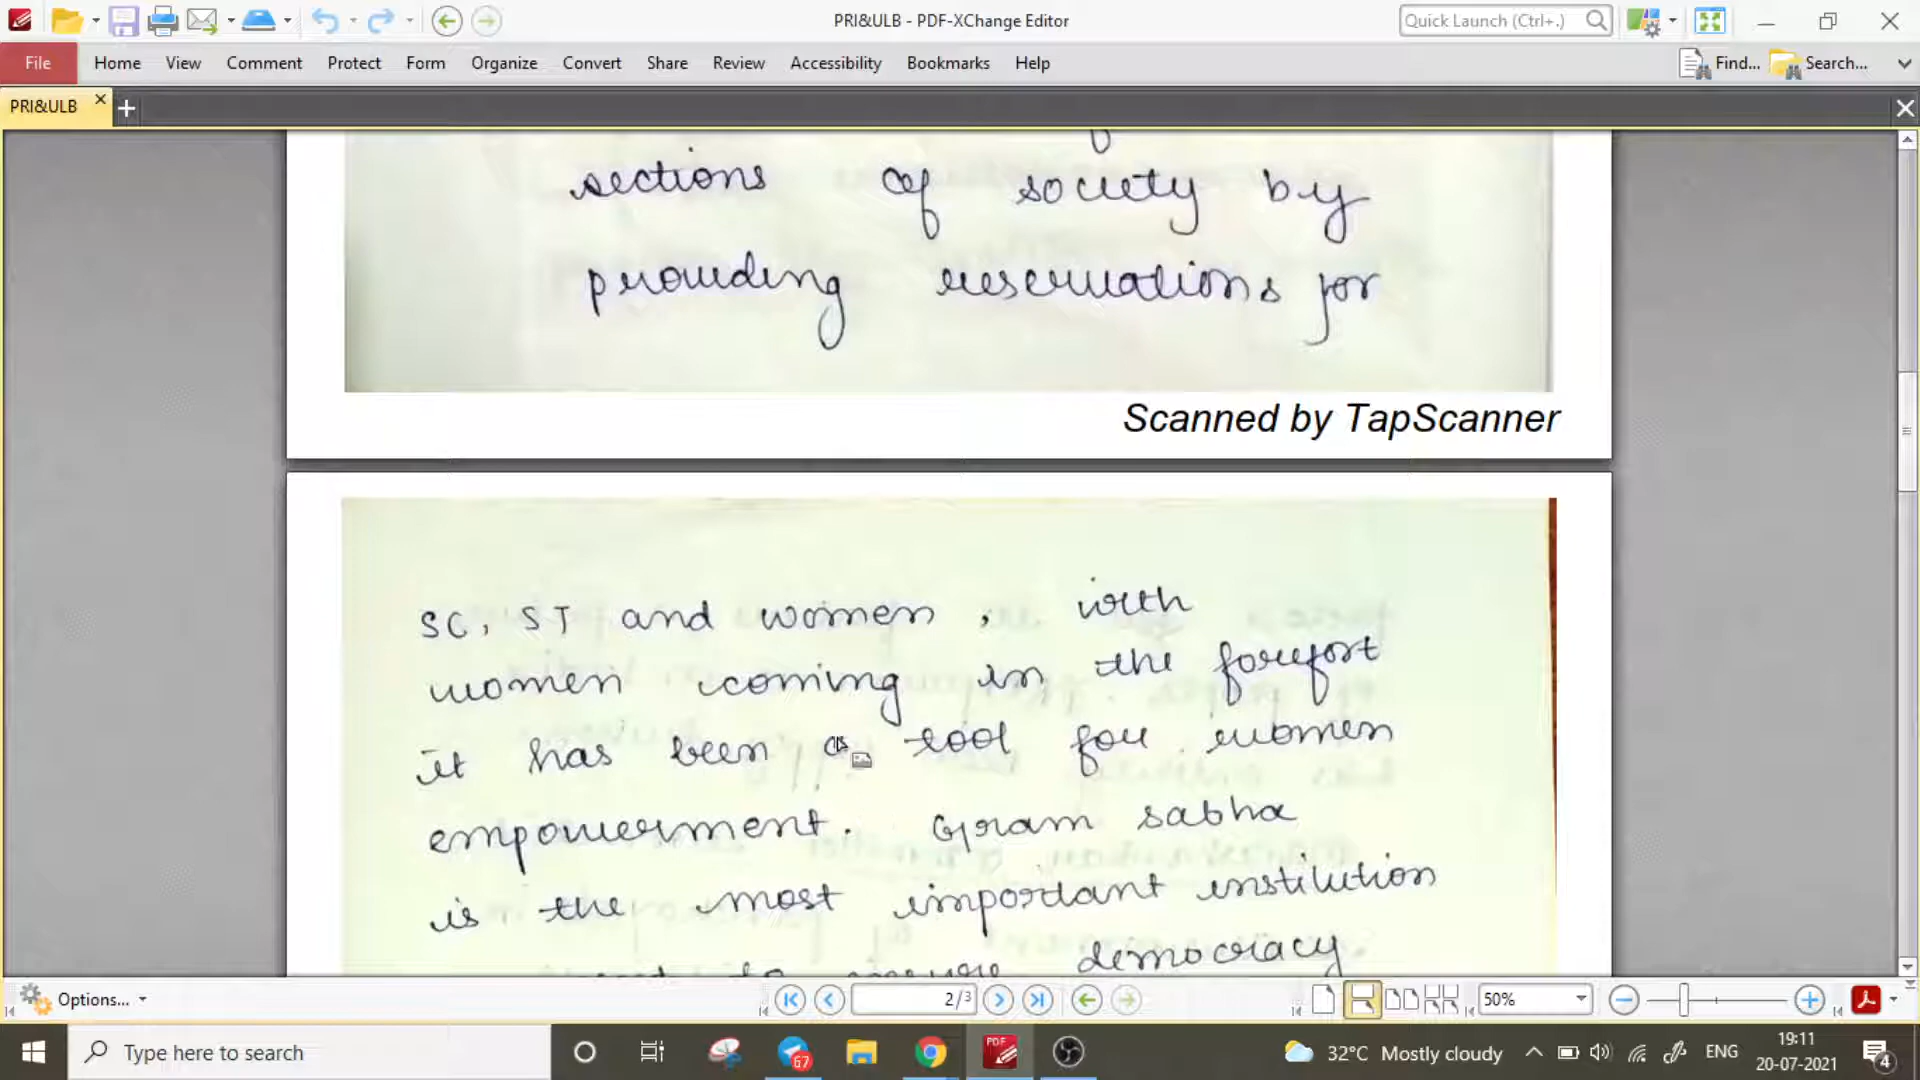 PRI&ULB - PDF-XChange Editor
Quick Launch (Ctrl+.)
File Home View Comment Protect Form Organize Convert Share Review Accessibility Bookmarks Help Find... Search...
PRI&ULB
sections of society by
providing reservations for
Scanned by TapScanner
SC, ST and women, with
women coming in the forefort
it has been a tool for women
empowerment. Gram sabha
is the most important institution
democracy
Options... 2/3 50%
Type here to search 67 32°C Mostly cloudy ENG 19:11
20-07-2021 4